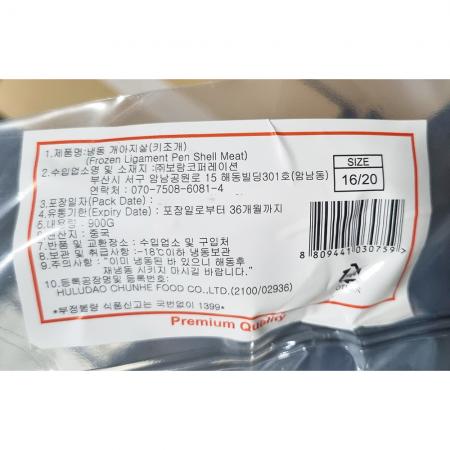 1.제품명:냉동 개아지살(키조개)
(Frozen Ligament Pen Shell Meat)
2.수입업소명 및 소재지 : ㈜보랑코퍼레이션
부산시 서구 암남공원로 15 해동빌딩301호(암남동)
연락처 : 070-7508-6081-4
3.포장일자(Pack Date) :
4.유통기한(Expiry Date) : 포장일로부터 36개월까지
5.내용량 : 900G
6.원산지 : 중국
7.반품 및 교환장소 : 수입업소 및 구입처
8.보관 및 취급사항 : -18℃이하 냉동보관
9.주의사항 : "이미 냉동된 바 있으니 해동후
재냉동 시키지 마시길 바랍니다."
10.등록공장명 및 등록번호 :
HULUDAO CHUNHE FOOD CO.,LTD.(2100/02936)
*부정불량 식품신고는 국번없이 1399*
Premium Quality
SIZE
16/20
8 809441 030759